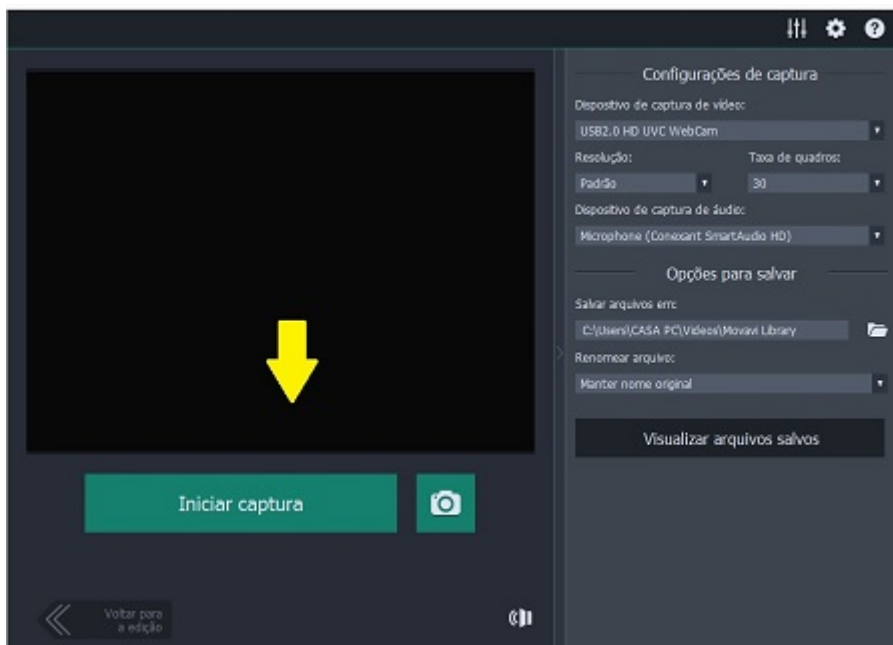 Configurações de captura
Dispositivo de captura de vídeo:
USB2.0 HD UVC WebCam
Resolução:
Taxa de quadros:
Padrão
30
Dispositivo de captura de áudio:
Microphone (Conexant SmartAudio HD)
Opções para salvar
Salvar arquivos em:
C:\Users\CASA PC\Videos\Movavi Library
Renomear arquivo:
Manter nome original
Visualizar arquivos salvos
Iniciar captura
Voltar para
a edição